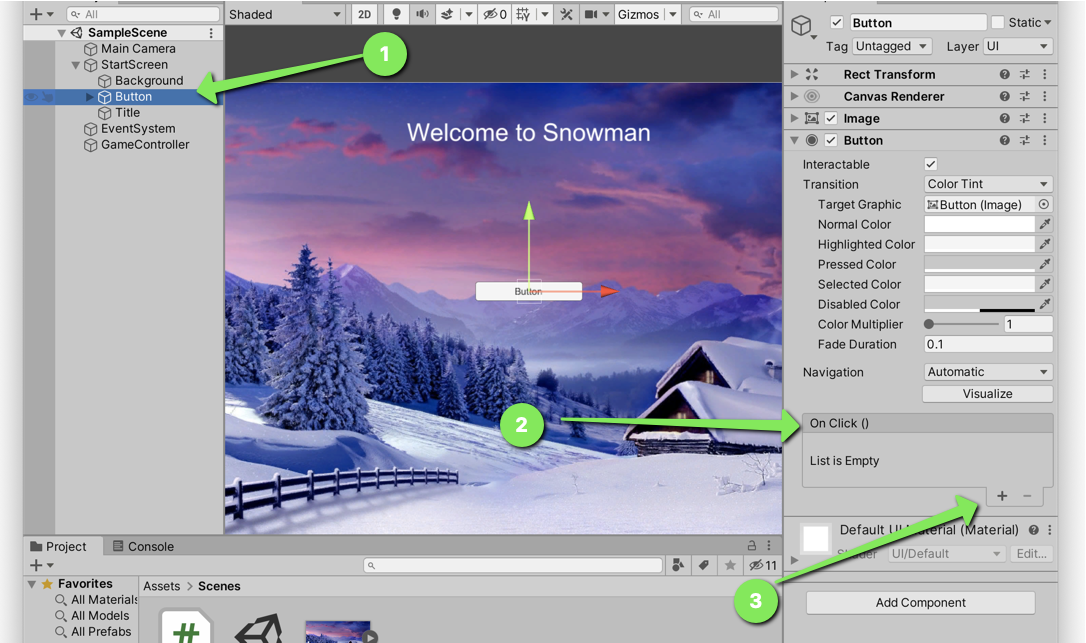 All
Shaded
2D
0
Gizmos
All
SampleScene
Main Camera
StartScreen
Background
Button
Title
EventSystem
GameController
1
Welcome to Snowman
Button
2
3
Button
Static
Tag
Untagged
Layer
UI
Rect Transform
Canvas Renderer
Image
Button
Interactable
Transition
Color Tint
Target Graphic
Button (Image)
Normal Color
Highlighted Color
Pressed Color
Selected Color
Disabled Color
Color Multiplier
1
Fade Duration
0.1
Navigation
Automatic
Visualize
On Click ()
List is Empty
Default UI Material (Material)
Shader
UI/Default
Edit...
Add Component
Project
Console
11
Favorites
All Materials
All Models
All Prefabs
Assets > Scenes